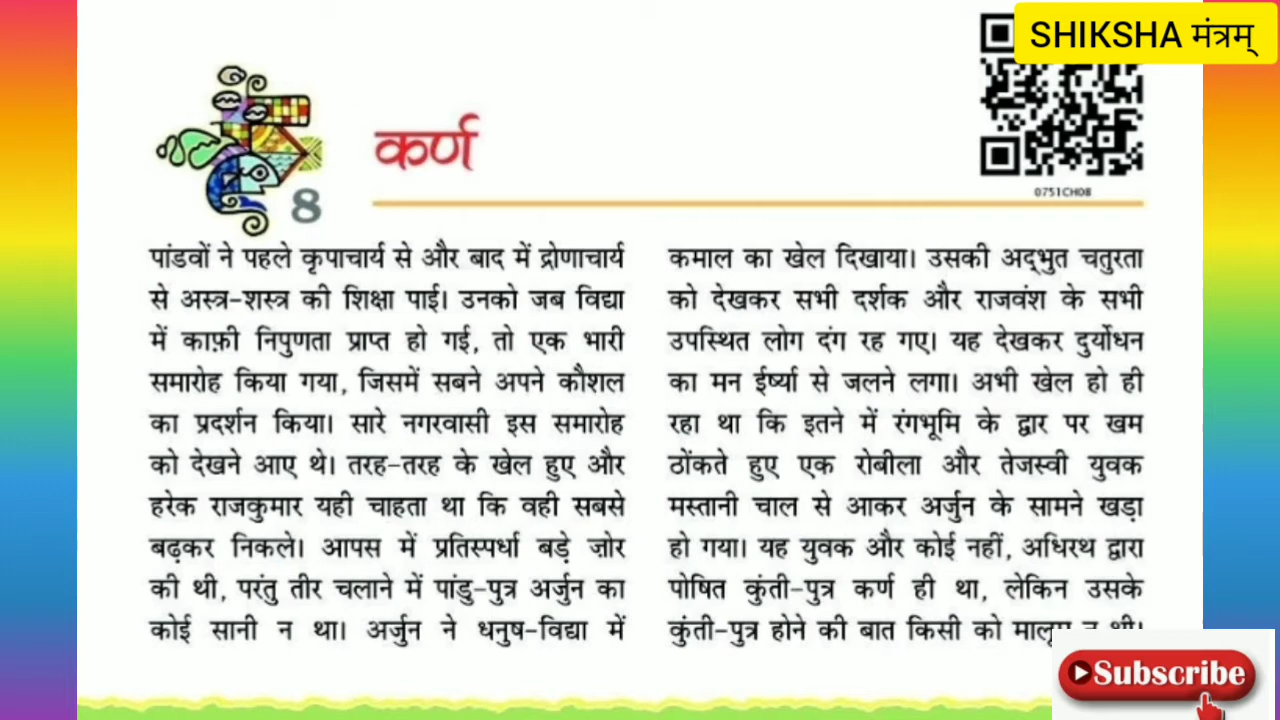 SHIKSHA मंत्रम्
कर्ण
8
0751CH08
पांडवों ने पहले कृपाचार्य से और बाद में द्रोणाचार्य
से अस्त्र-शस्त्र की शिक्षा पाई। उनको जब विद्या
में काफ़ी निपुणता प्राप्त हो गई, तो एक भारी
समारोह किया गया, जिसमें सबने अपने कौशल
का प्रदर्शन किया। सारे नगरवासी इस समारोह
को देखने आए थे। तरह-तरह के खेल हुए और
हरेक राजकुमार यही चाहता था कि वही सबसे
बढ़कर निकले। आपस में प्रतिस्पर्धा बड़े ज़ोर
की थी, परंतु तीर चलाने में पांडु-पुत्र अर्जुन का
कोई सानी न था। अर्जुन ने धनुष-विद्या में
कमाल का खेल दिखाया। उसकी अद्भुत चतुरता
को देखकर सभी दर्शक और राजवंश के सभी
उपस्थित लोग दंग रह गए। यह देखकर दुर्योधन
का मन ईर्ष्या से जलने लगा। अभी खेल हो ही
रहा था कि इतने में रंगभूमि के द्वार पर खम
ठोंकते हुए एक रोबीला और तेजस्वी युवक
मस्तानी चाल से आकर अर्जुन के सामने खड़ा
हो गया। यह युवक और कोई नहीं, अधिरथ द्वारा
पोषित कुंती-पुत्र कर्ण ही था, लेकिन उसके
कुंती-पुत्र होने की बात किसी को मालूम न थी।
Subscribe